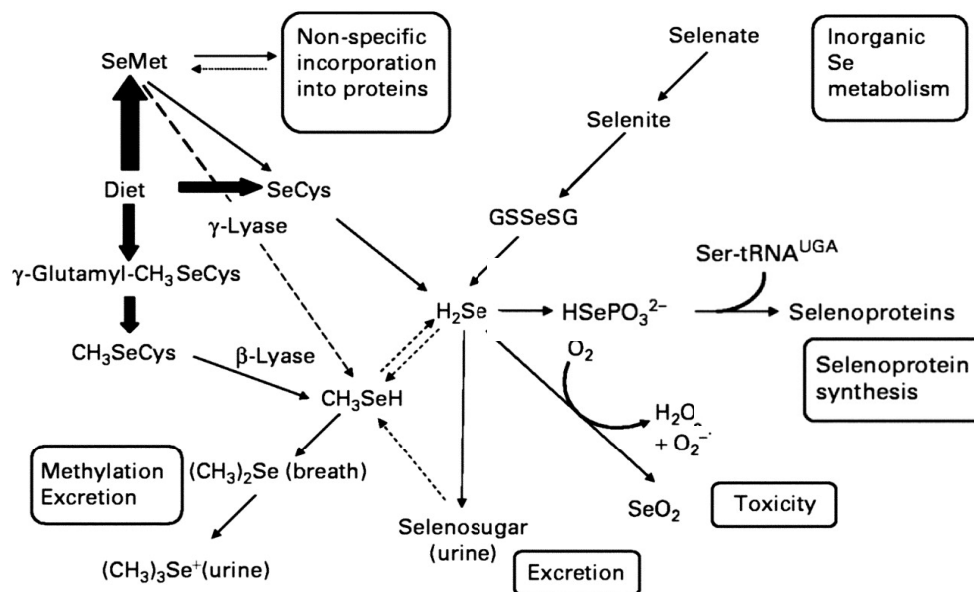 SeMet
Non-specific
incorporation
into proteins
Selenate
Inorganic
Se
metabolism
Selenite
Diet
SeCys
γ-Lyase
GSSeSG
γ-Glutamyl-CH₃SeCys
Ser-tRNA^UGA
H₂Se
HSePO₃²⁻
Selenoproteins
CH₃SeCys
β-Lyase
O₂
Selenoprotein
synthesis
CH₃SeH
H₂O₂
+ O₂⁻˙
Methylation
Excretion
(CH₃)₂Se (breath)
SeO₂
Toxicity
Selenosugar
(urine)
(CH₃)₃Se⁺(urine)
Excretion